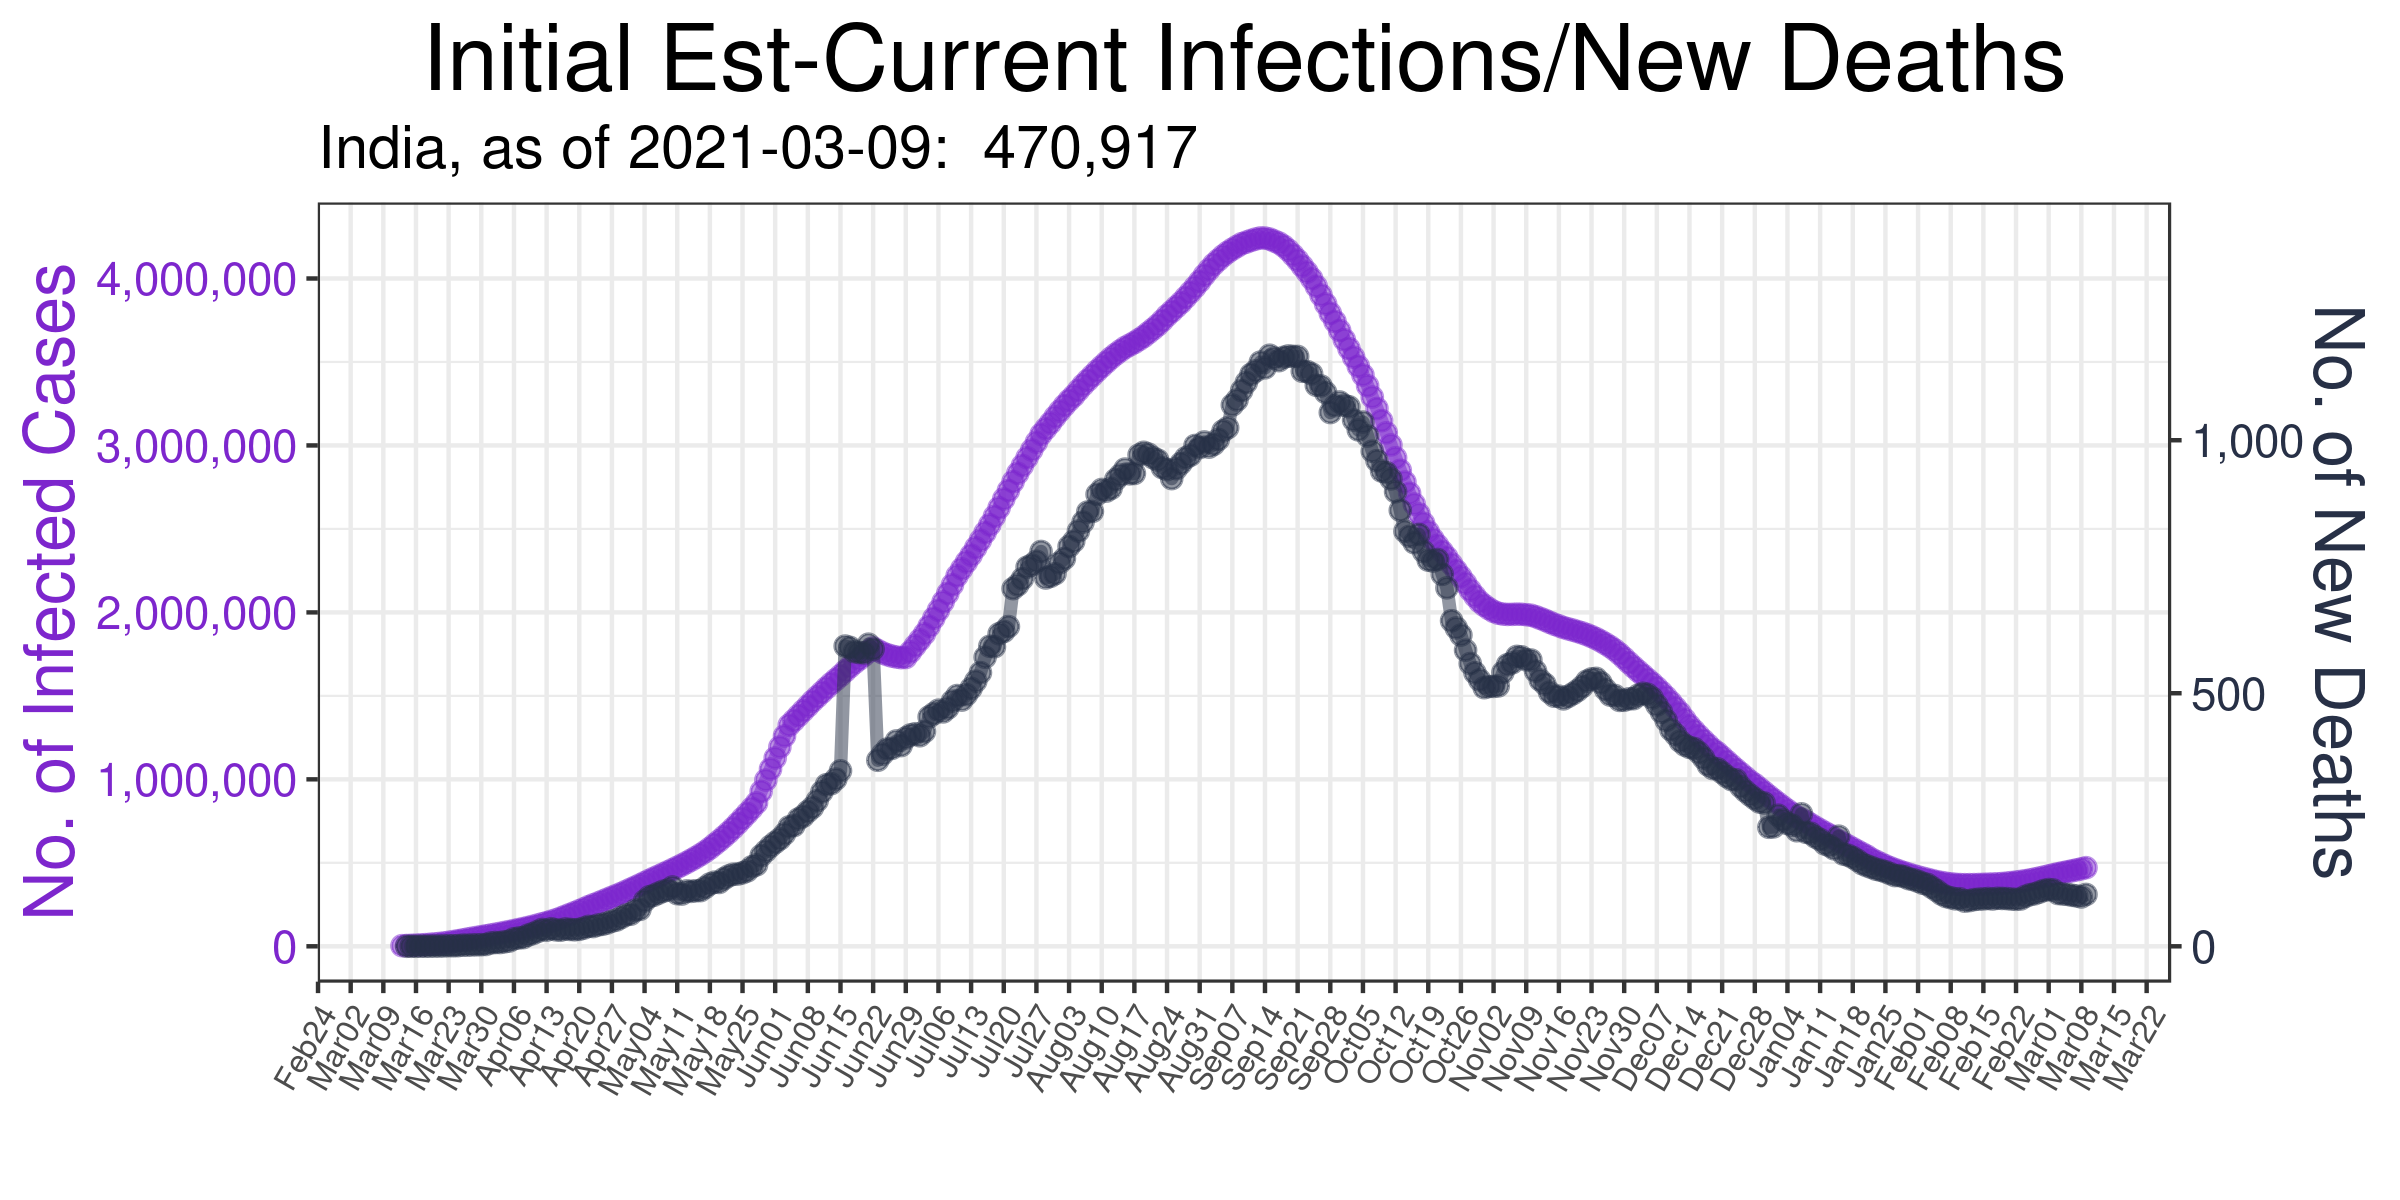 Initial Est-Current Infections/New Deaths
India, as of 2021-03-09:  470,917
No. of Infected Cases
4,000,000
3,000,000
2,000,000
1,000,000
0
No. of New Deaths
1,000
500
0
Feb24
Mar02
Mar09
Mar16
Mar23
Mar30
Apr06
Apr13
Apr20
Apr27
May04
May11
May18
May25
Jun01
Jun08
Jun15
Jun22
Jun29
Jul06
Jul13
Jul20
Jul27
Aug03
Aug10
Aug17
Aug24
Aug31
Sep07
Sep14
Sep21
Sep28
Oct05
Oct12
Oct19
Oct26
Nov02
Nov09
Nov16
Nov23
Nov30
Dec07
Dec14
Dec21
Dec28
Jan04
Jan11
Jan18
Jan25
Feb01
Feb08
Feb15
Feb22
Mar01
Mar08
Mar15
Mar22